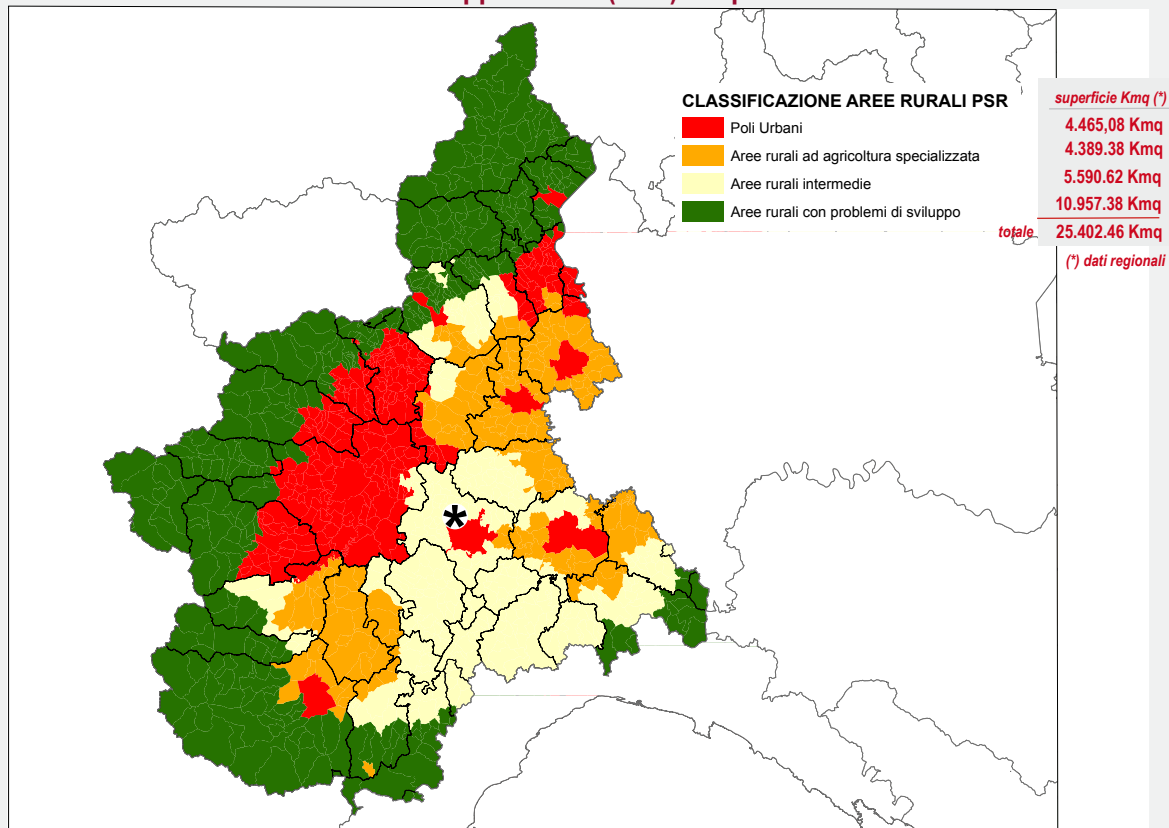 CLASSIFICAZIONE AREE RURALI PSR
superficie Kmq (*)
Poli Urbani
4.465,08 Kmq
Aree rurali ad agricoltura specializzata
4.389.38 Kmq
Aree rurali intermedie
5.590.62 Kmq
Aree rurali con problemi di sviluppo
10.957.38 Kmq
totale 25.402.46 Kmq
(*) dati regionali
*